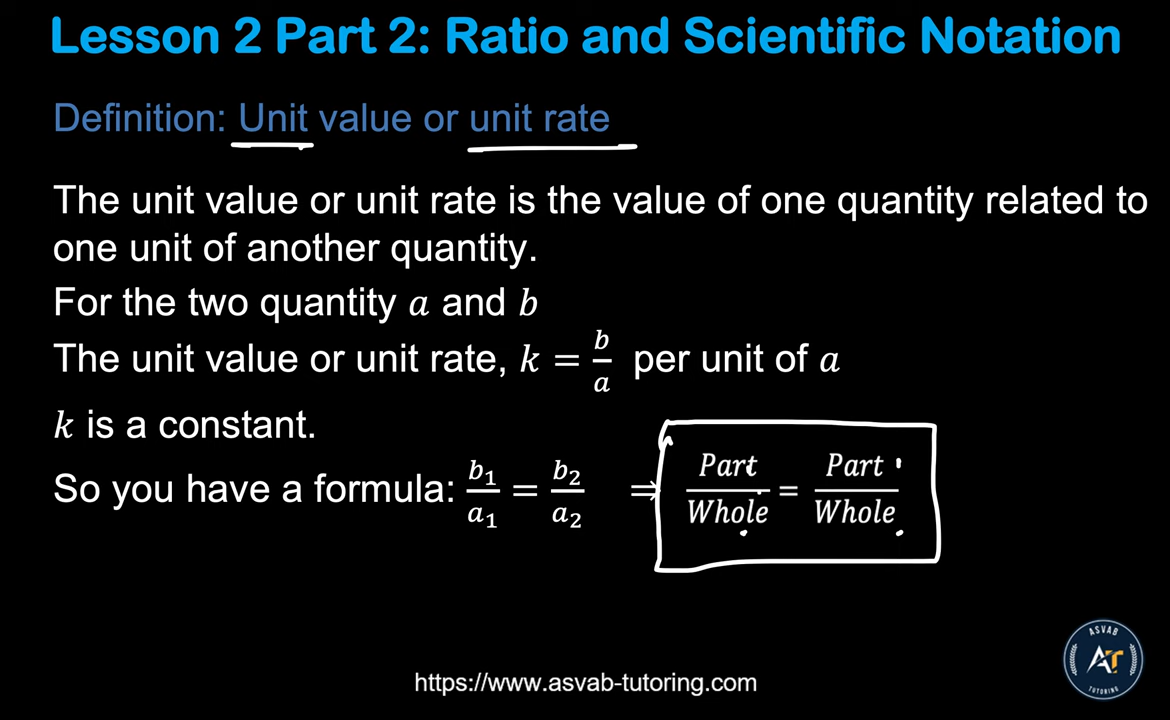 Lesson 2 Part 2: Ratio and Scientific Notation
Definition: Unit value or unit rate
The unit value or unit rate is the value of one quantity related to
one unit of another quantity.
For the two quantity a and b
The unit value or unit rate, k = b/a per unit of a
k is a constant.
So you have a formula: b₁/a₁ = b₂/a₂ ⇒ Part/Whole = Part/Whole
ASVAB
AT
TUTORING
https://www.asvab-tutoring.com